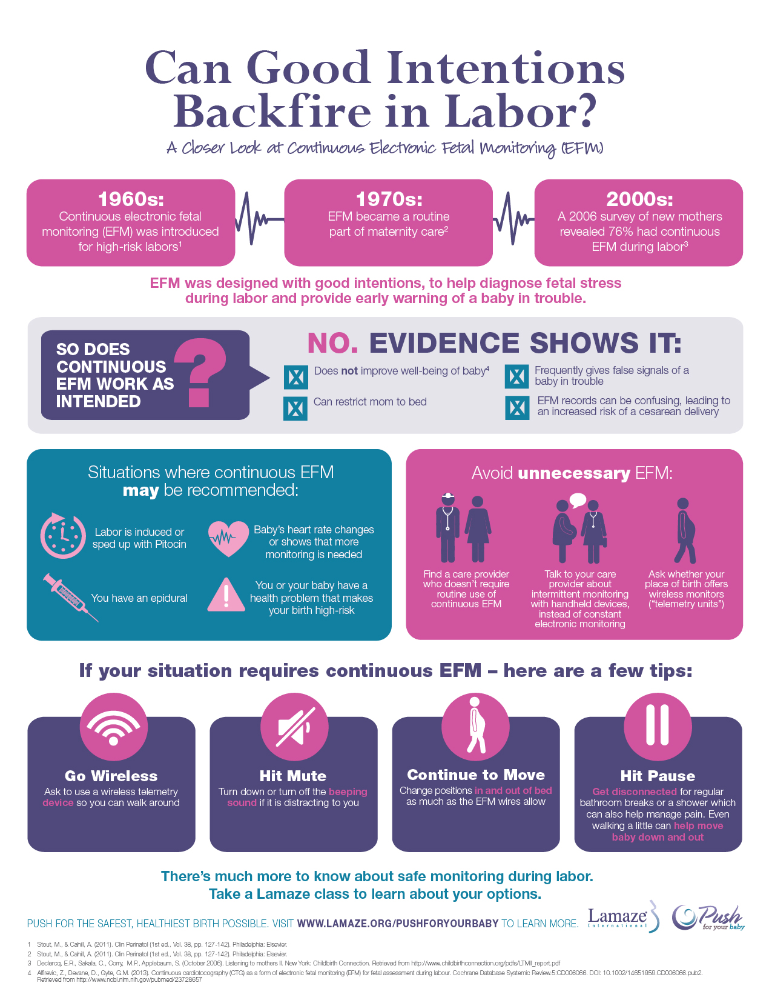 Can Good Intentions
Backfire in Labor?
A Closer Look at Continuous Electronic Fetal Monitoring (EFM)
1960s:
Continuous electronic fetal
monitoring (EFM) was introduced
for high-risk labors¹
1970s:
EFM became a routine
part of maternity care²
2000s:
A 2006 survey of new mothers
revealed 76% had continuous
EFM during labor³
EFM was designed with good intentions, to help diagnose fetal stress
during labor and provide early warning of a baby in trouble.
SO DOES
CONTINUOUS
EFM WORK AS
INTENDED
?
NO. EVIDENCE SHOWS IT:
Does not improve well-being of baby⁴
Can restrict mom to bed
Frequently gives false signals of a
baby in trouble
EFM records can be confusing, leading to
an increased risk of a cesarean delivery
Situations where continuous EFM
may be recommended:
Labor is induced or
sped up with Pitocin
Baby's heart rate changes
or shows that more
monitoring is needed
You have an epidural
You or your baby have a
health problem that makes
your birth high-risk
Avoid unnecessary EFM:
Find a care provider
who doesn't require
routine use of
continuous EFM
Talk to your care
provider about
intermittent monitoring
with handheld devices,
instead of constant
electronic monitoring
Ask whether your
place of birth offers
wireless monitors
("telemetry units")
If your situation requires continuous EFM – here are a few tips:
Go Wireless
Ask to use a wireless telemetry
device so you can walk around
Hit Mute
Turn down or turn off the beeping
sound if it is distracting to you
Continue to Move
Change positions in and out of bed
as much as the EFM wires allow
Hit Pause
Get disconnected for regular
bathroom breaks or a shower which
can also help manage pain. Even
walking a little can help move
baby down and out
There's much more to know about safe monitoring during labor.
Take a Lamaze class to learn about your options.
PUSH FOR THE SAFEST, HEALTHIEST BIRTH POSSIBLE. VISIT WWW.LAMAZE.ORG/PUSHFORYOURBABY TO LEARN MORE.
Lamaze®
International
Push
for your baby
1 Stout, M., & Cahill, A. (2011). Clin Perinatol (1st ed., Vol. 38, pp. 127-142). Philadelphia: Elsevier.
2 Stout, M., & Cahill, A. (2011). Clin Perinatol (1st ed., Vol. 38, pp. 127-142). Philadelphia: Elsevier.
3 Declercq, E.R., Sakala, C., Corry, M.P., Applebaum, S. (October 2006). Listening to mothers II. New York: Childbirth Connection. Retrieved from http://www.childbirthconnection.org/pdfs/LTMII_report.pdf
4 Alfirevic, Z., Devane, D., Gyte, G.M. (2013). Continuous cardiotocography (CTG) as a form of electronic fetal monitoring (EFM) for fetal assessment during labour. Cochrane Database Systemic Review.5:CD006066. DOI: 10.1002/14651858.CD006066.pub2.
Retrieved from http://www.ncbi.nlm.nih.gov/pubmed/23728657